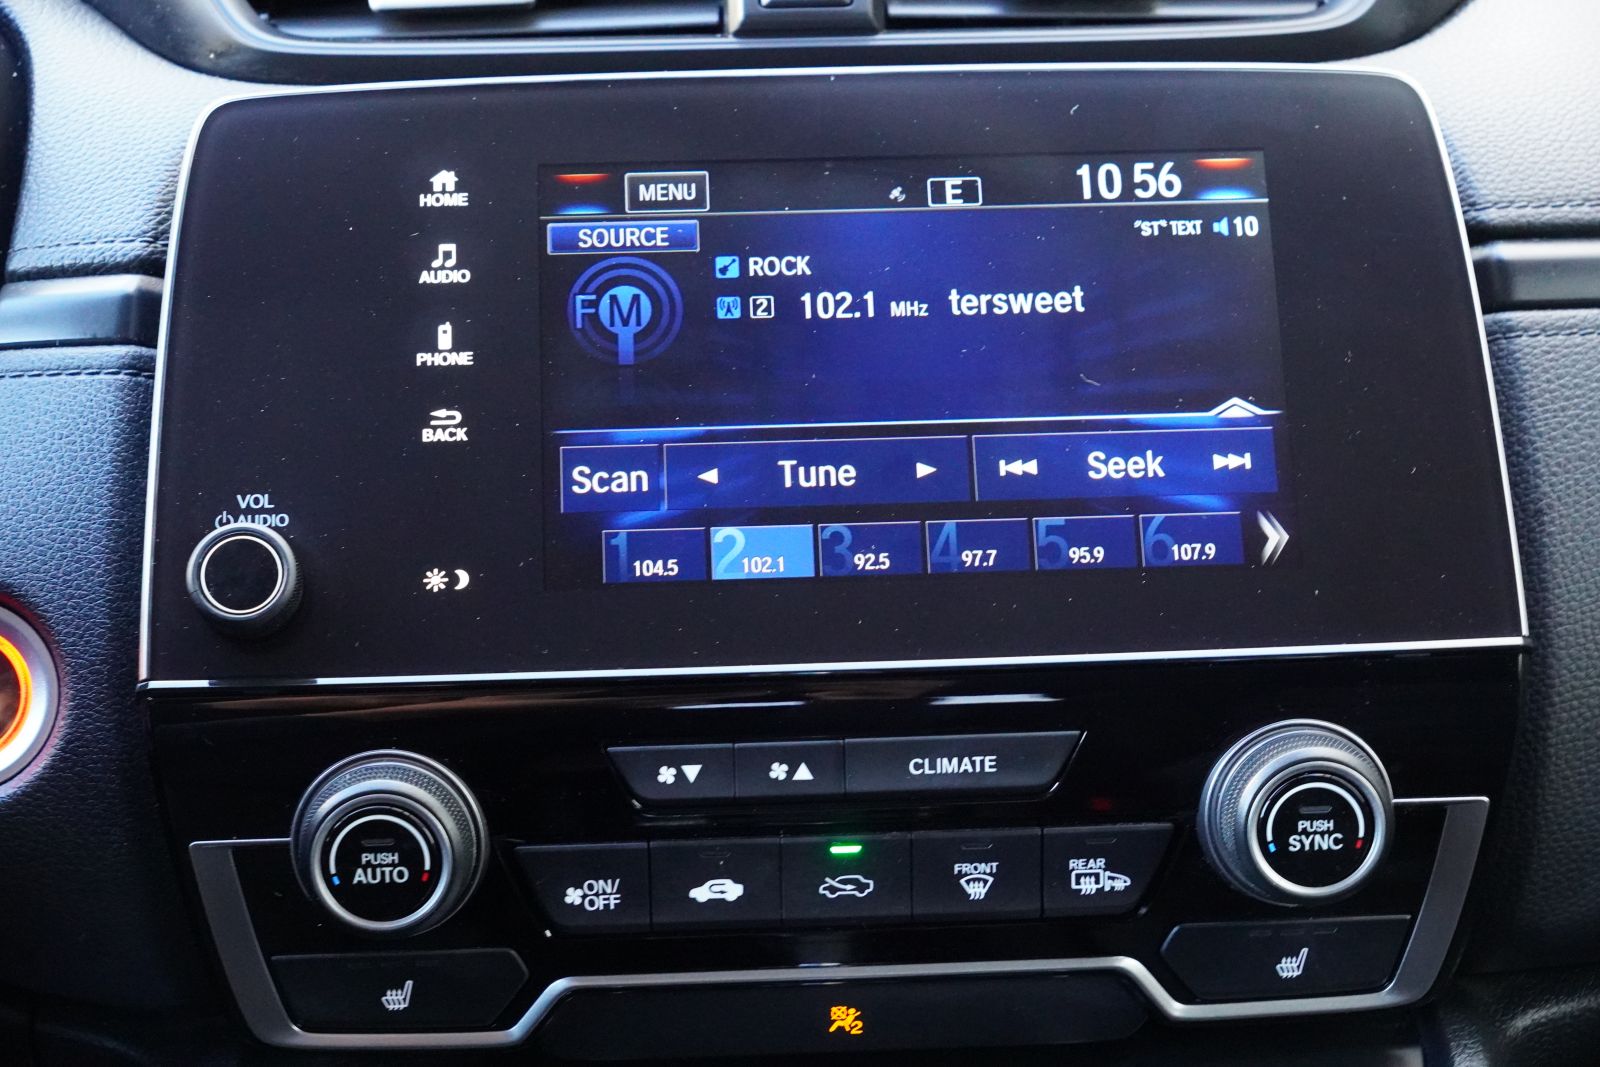 HOME
AUDIO
PHONE
BACK
VOL
AUDIO
MENU E 10 56
SOURCE "ST" TEXT 10
FM ROCK
2 102.1 MHz tersweet
Scan Tune Seek
1 104.5 2 102.1 3 92.5 4 97.7 5 95.9 6 107.9
CLIMATE
PUSH AUTO
ON/OFF
FRONT
REAR
PUSH SYNC
2